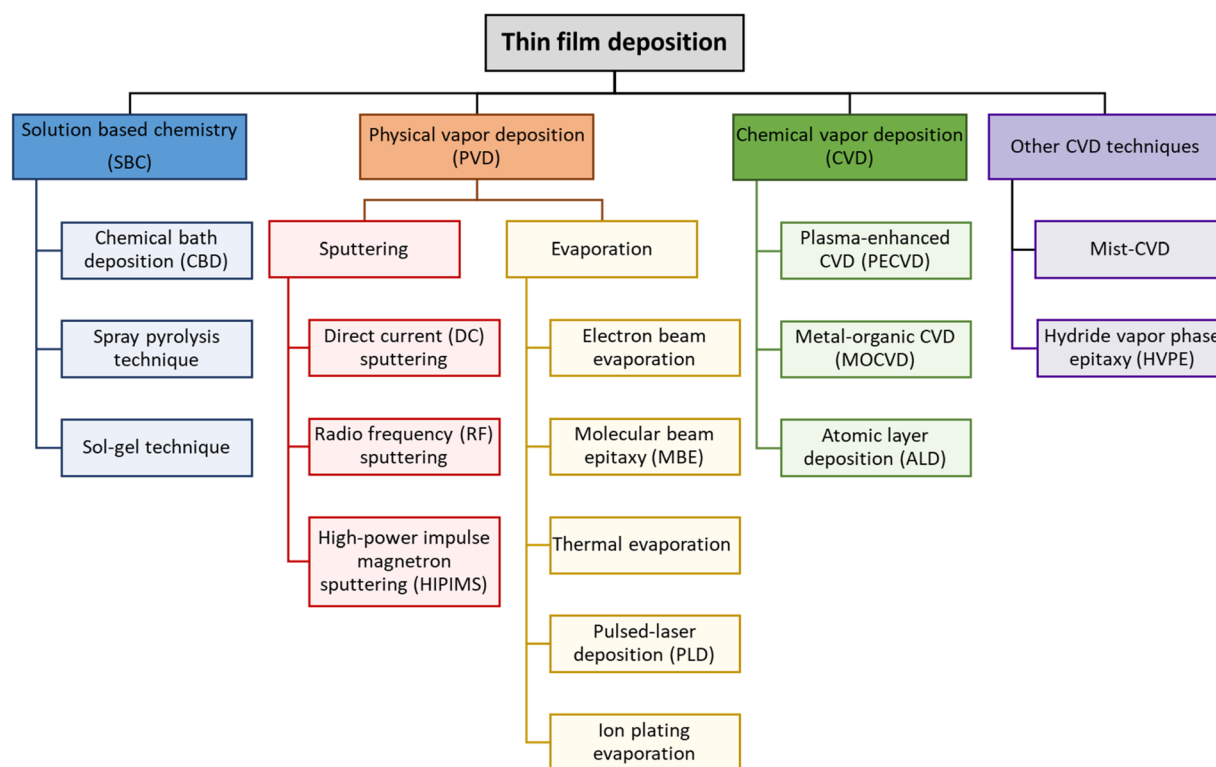 Thin film deposition
Solution based chemistry
(SBC)
Physical vapor deposition
(PVD)
Chemical vapor deposition
(CVD)
Other CVD techniques
Chemical bath
deposition (CBD)
Spray pyrolysis
technique
Sol-gel technique
Sputtering
Direct current (DC)
sputtering
Radio frequency (RF)
sputtering
High-power impulse
magnetron
sputtering (HIPIMS)
Evaporation
Electron beam
evaporation
Molecular beam
epitaxy (MBE)
Thermal evaporation
Pulsed-laser
deposition (PLD)
Ion plating
evaporation
Plasma-enhanced
CVD (PECVD)
Metal-organic CVD
(MOCVD)
Atomic layer
deposition (ALD)
Mist-CVD
Hydride vapor phase
epitaxy (HVPE)